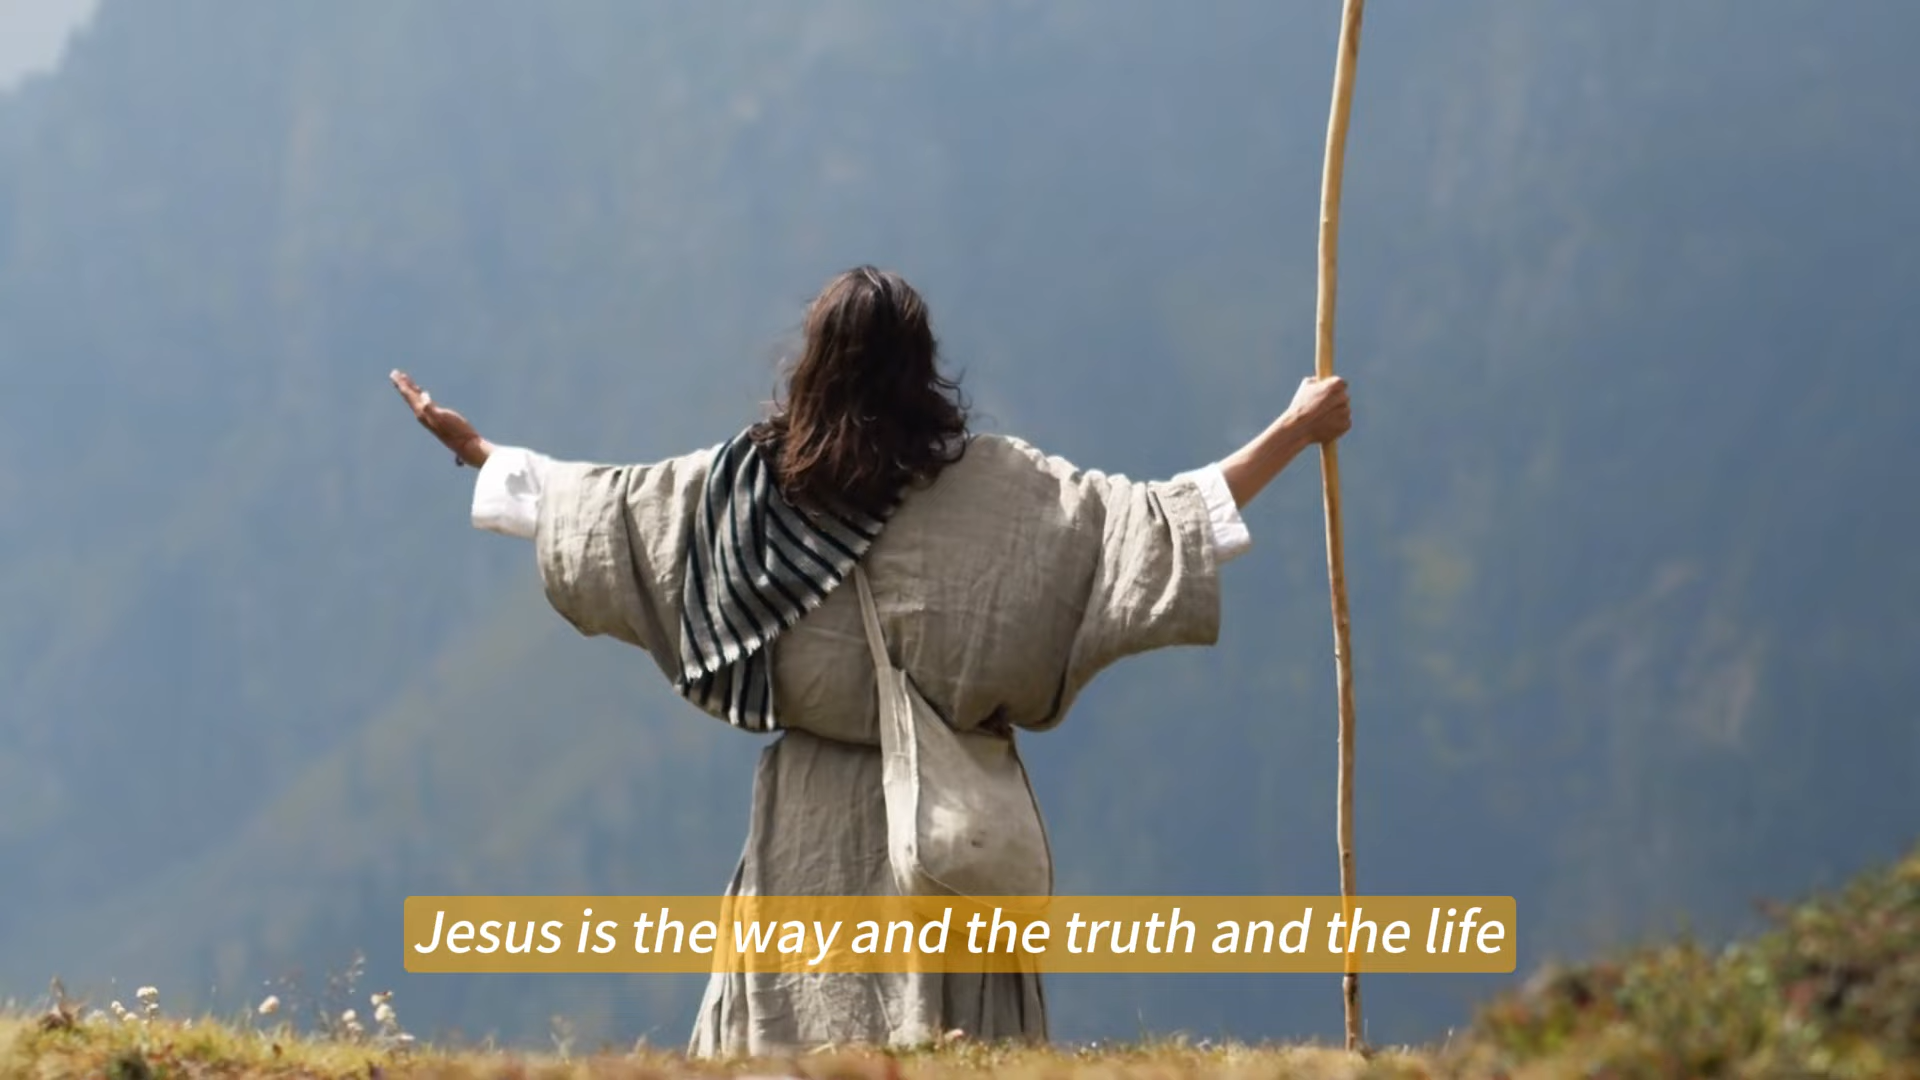 Jesus is the way and the truth and the life